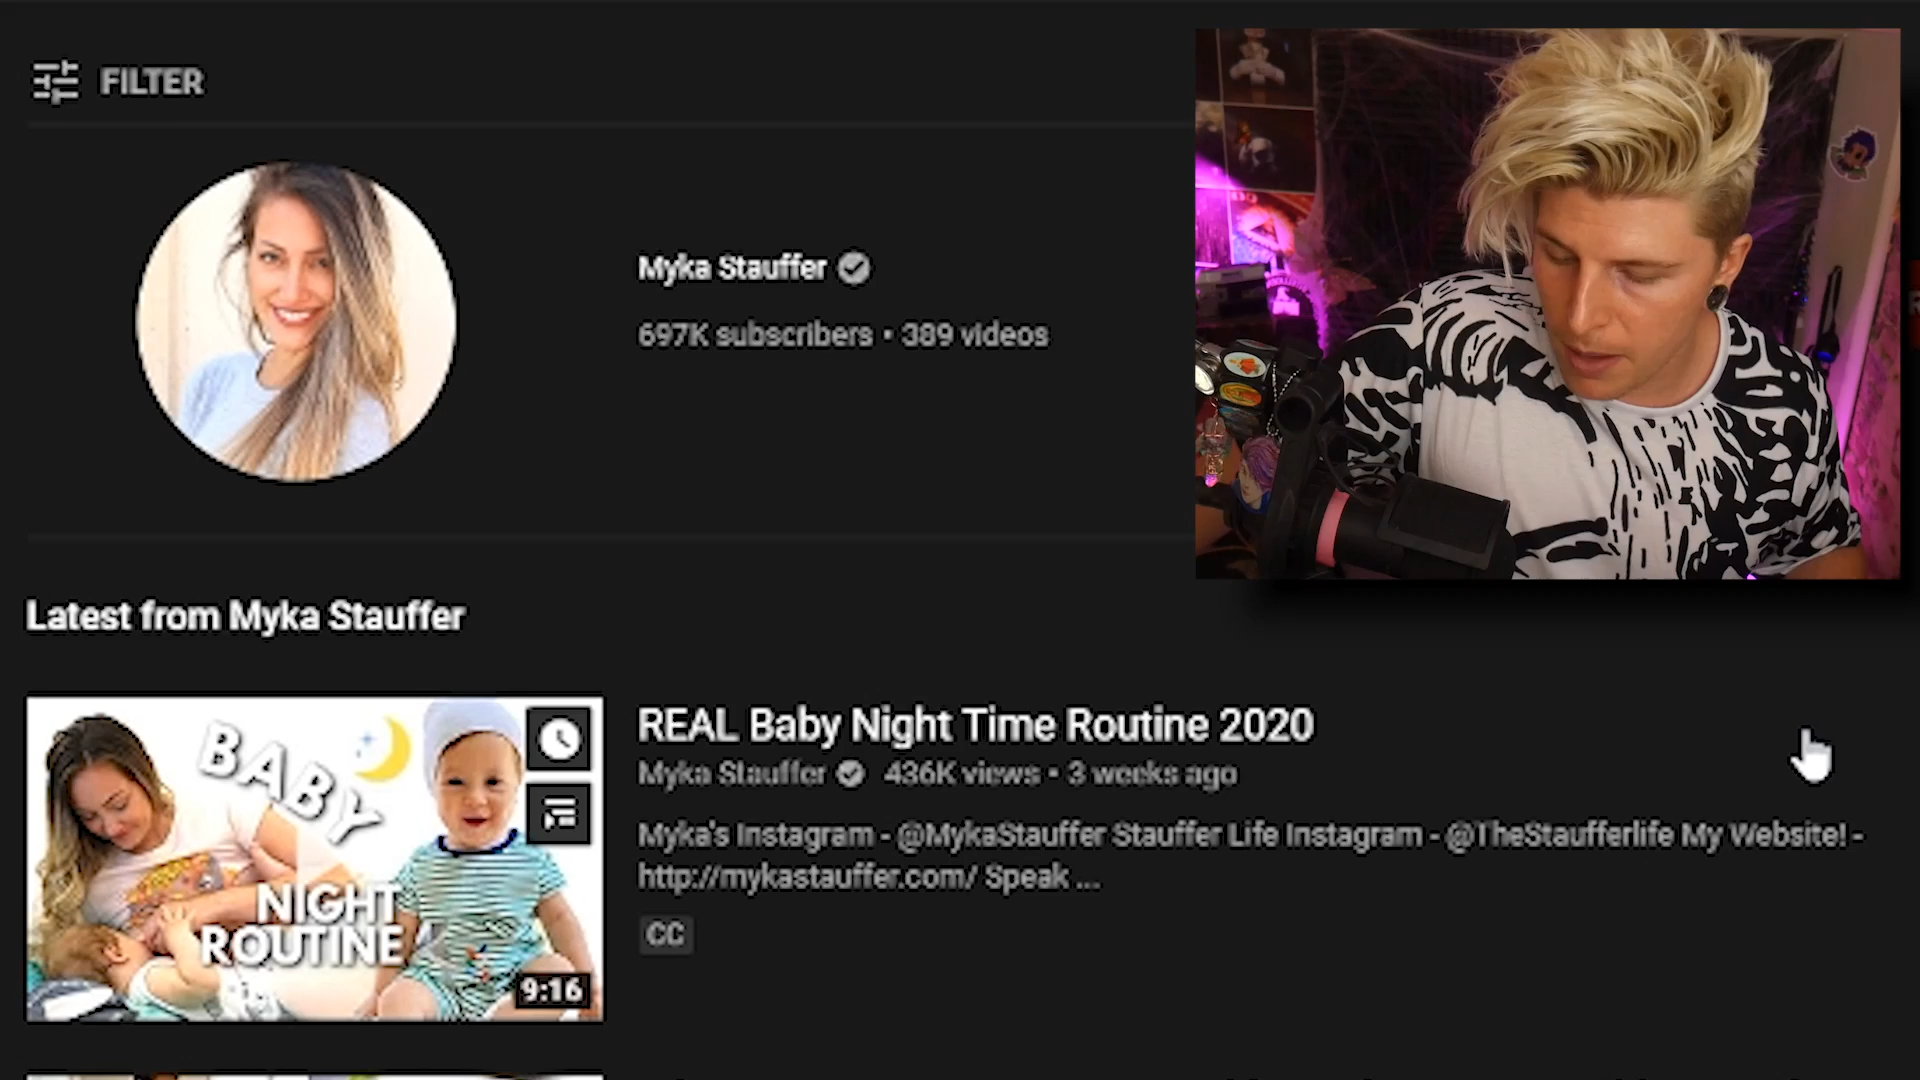 FILTER
Myka Stauffer
697K subscribers • 389 videos
Latest from Myka Stauffer
BABY
NIGHT
ROUTINE
9:16
REAL Baby Night Time Routine 2020
Myka Stauffer 436K views • 3 weeks ago
Myka's Instagram - @MykaStauffer Stauffer Life Instagram - @TheStaufferlife My Website! -
http://mykastauffer.com/ Speak ...
CC